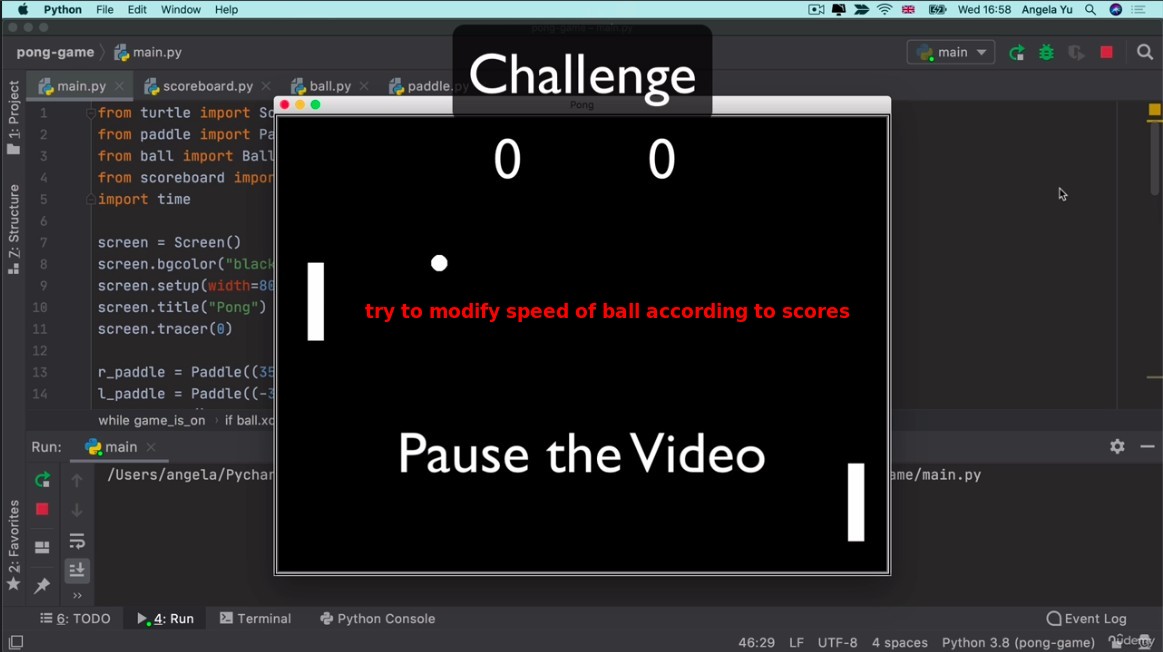 Python File Edit Window Help Wed 16:58 Angela Yu
pong-game main.py main
main.py scoreboard.py ball.py paddle.p
Challenge
Pong
1: Project
Z: Structure
2: Favorites
1 from turtle import Sc
2 from paddle import Pa
3 from ball import Ball
4 from scoreboard impor
5 import time
6
7 screen = Screen()
8 screen.bgcolor("black
9 screen.setup(width=80
10 screen.title("Pong")
11 screen.tracer(0)
12
13 r_paddle = Paddle((35
14 l_paddle = Paddle((-3
0 0
try to modify speed of ball according to scores
Pause the Video
while game_is_on if ball.xc
Run: main
/Users/angela/Pychar ame/main.py
6: TODO 4: Run Terminal Python Console Event Log
46:29 LF UTF-8 4 spaces Python 3.8 (pong-game)
Udemy